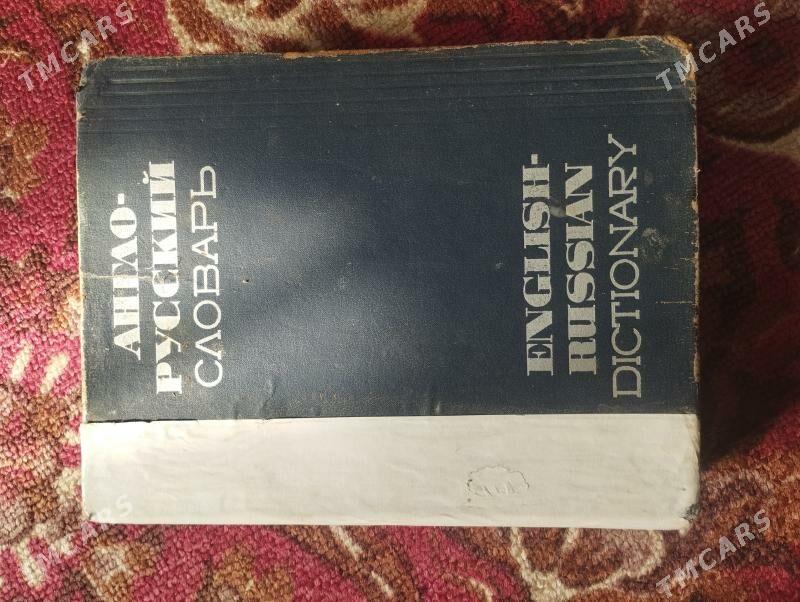 АНГЛО-
РУССКИЙ
СЛОВАРЬ
ENGLISH-
RUSSIAN
DICTIONARY
TMCARS
TMCARS
TMCARS
TMCARS